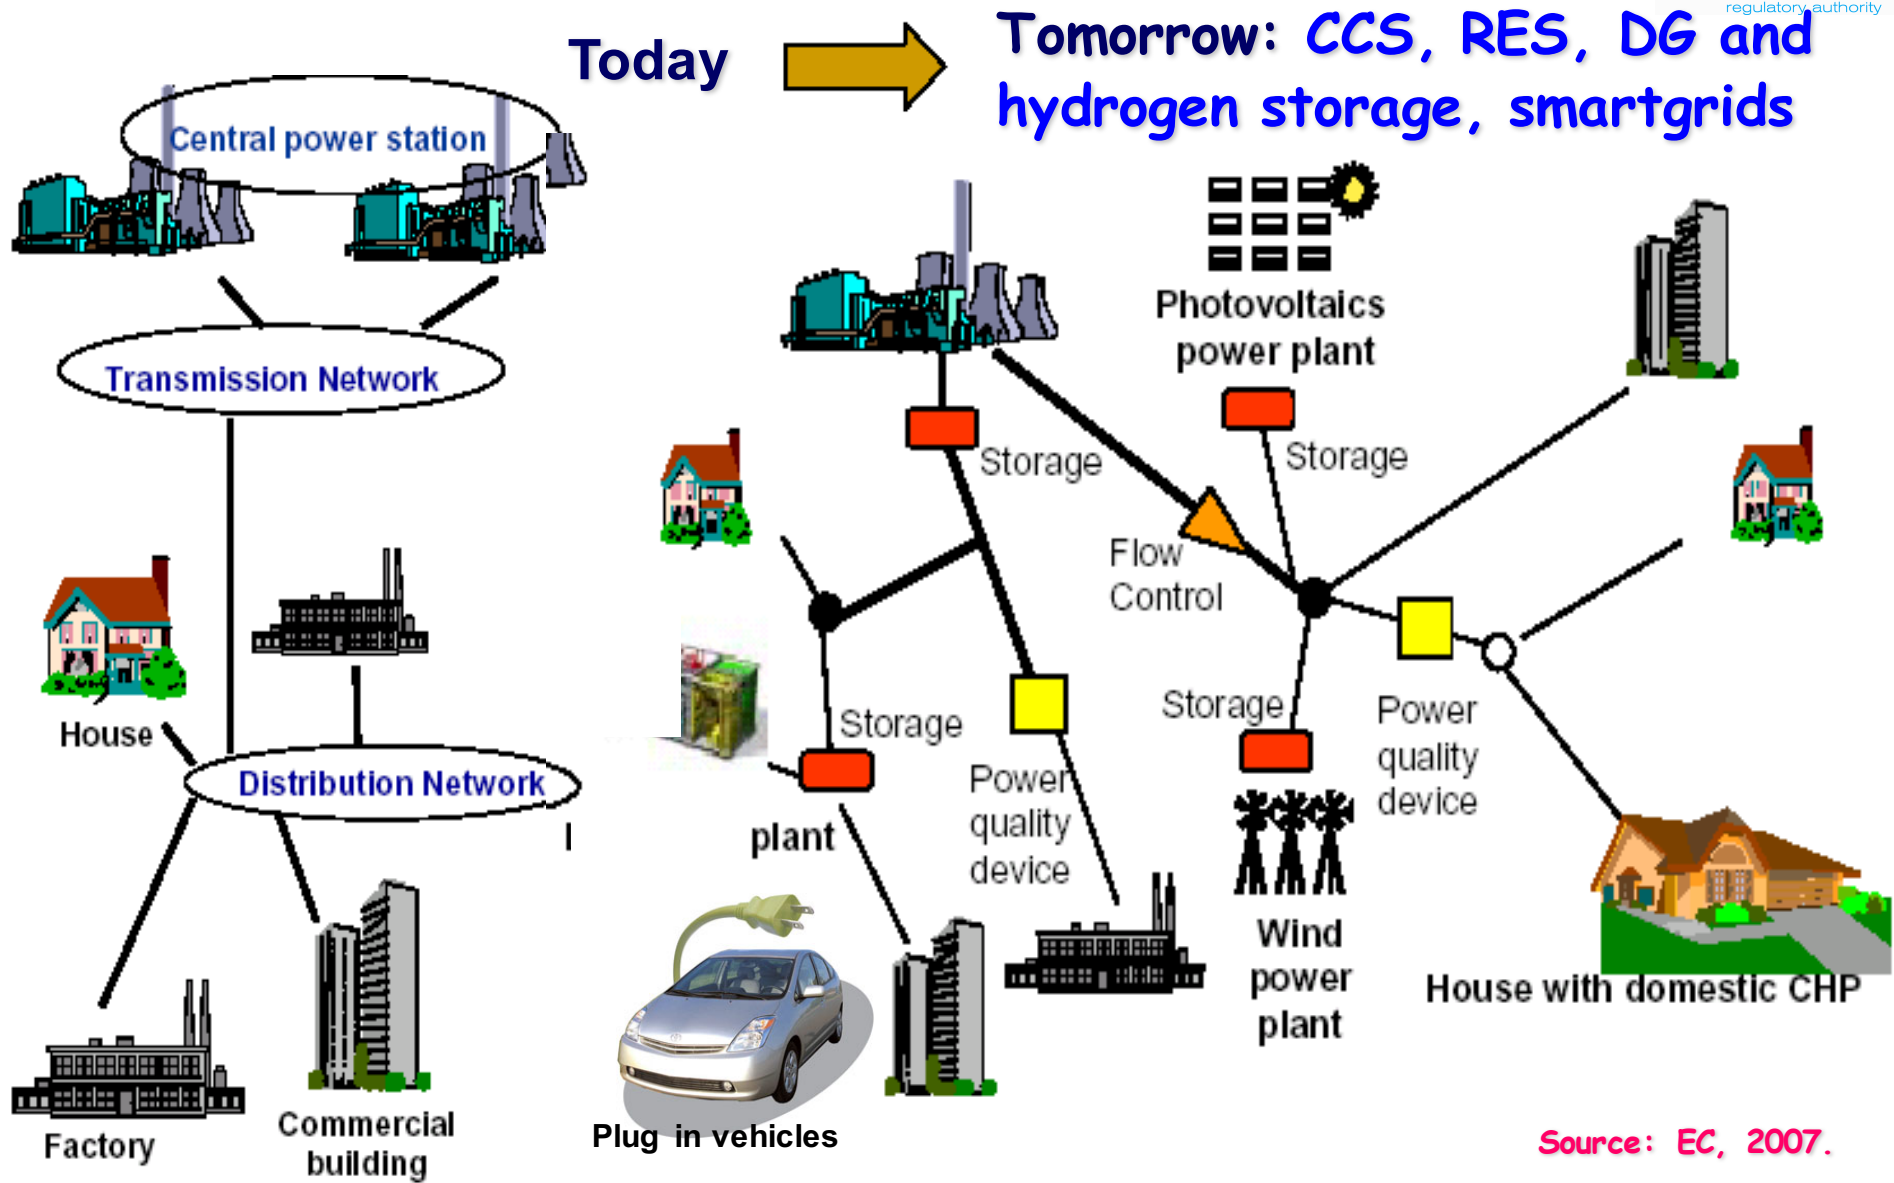 regulatory authority
Today
Tomorrow: CCS, RES, DG and
hydrogen storage, smartgrids
Central power station
Transmission Network
House
Distribution Network
Factory
Commercial
building
Photovoltaics
power plant
Storage
Storage
Flow
Control
Storage
Storage
Power
quality
device
Power
quality
device
plant
Wind
power
plant
House with domestic CHP
Plug in vehicles
Source: EC, 2007.